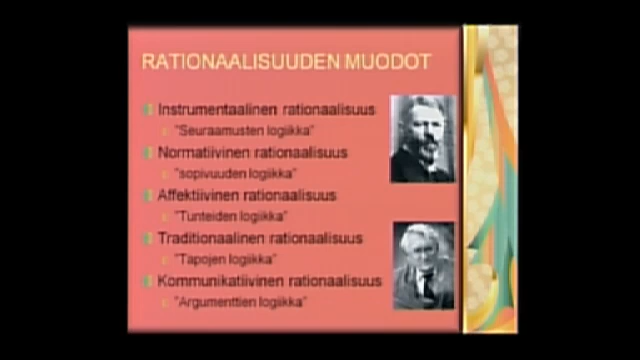 RATIONAALISUUDEN MUODOT
Instrumentaalinen rationaalisuus
"Seuraamusten logiikka"
Normatiivinen rationaalisuus
"sopivuuden logiikka"
Affektiivinen rationaalisuus
"Tunteiden logiikka"
Traditionaalinen rationaalisuus
"Tapojen logiikka"
Kommunikatiivinen rationaalisuus
"Argumenttien logiikka"